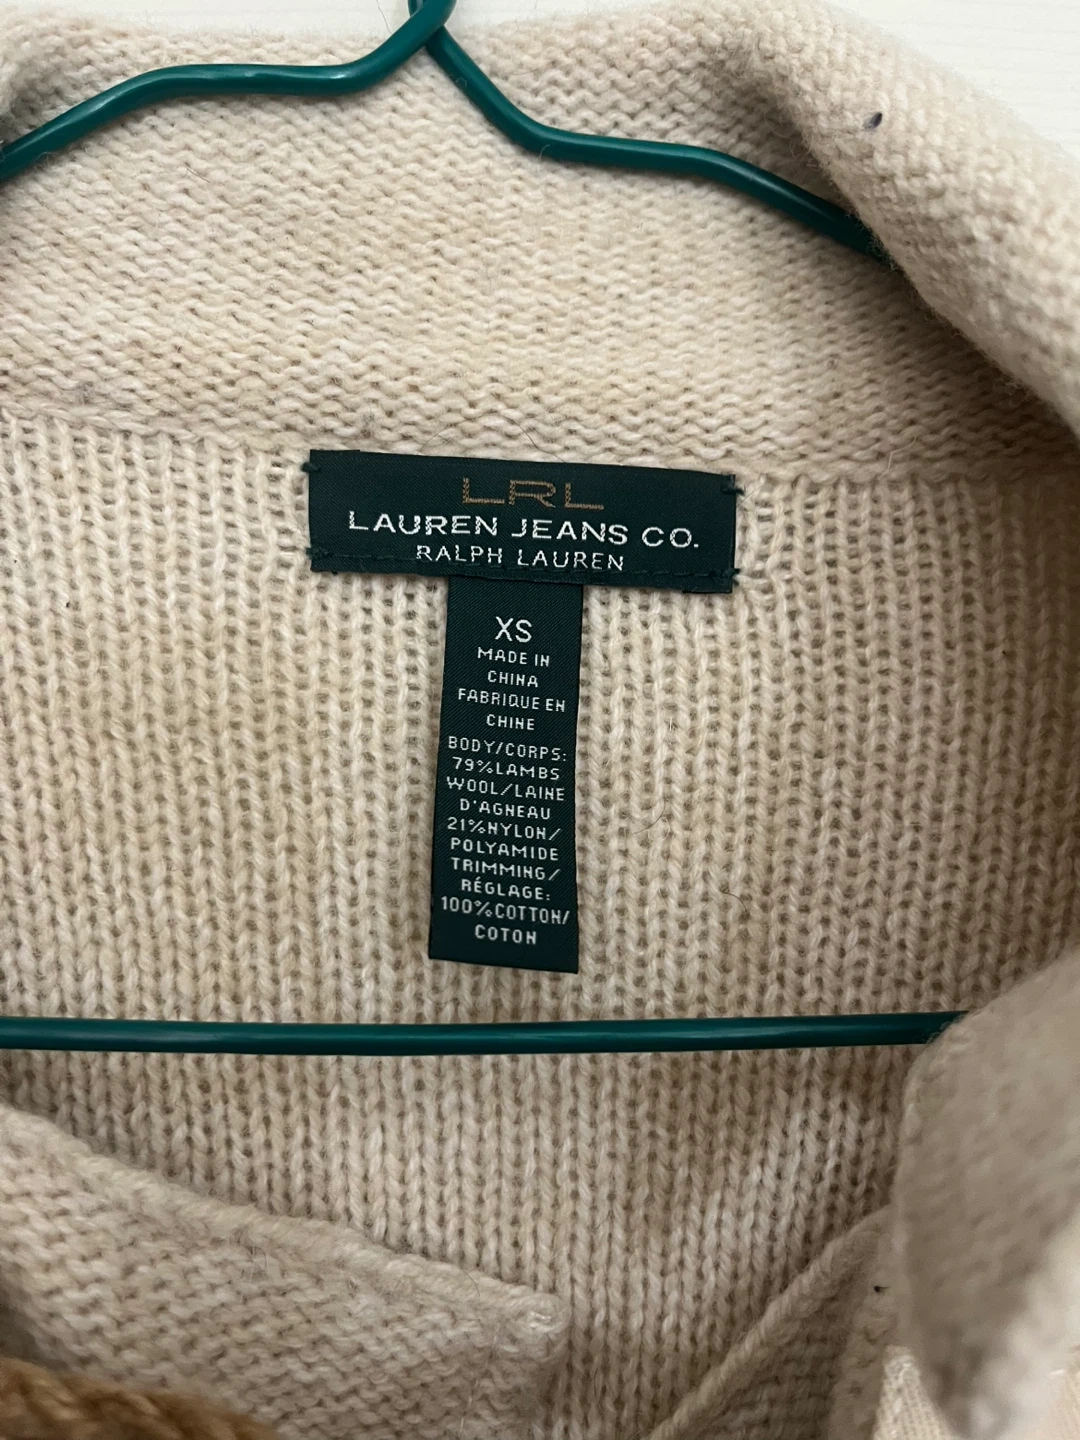 LRL
LAUREN JEANS CO.
RALPH LAUREN
XS
MADE IN
CHINA
FABRIQUE EN
CHINE
BODY/CORPS:
79%LAMBS
WOOL/LAINE
D'AGNEAU
21%NYLON/
POLYAMIDE
TRIMMING/
RÉGLAGE:
100%COTTON/
COTON